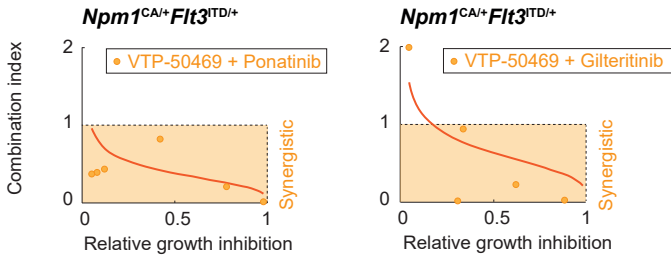 Npm1CA/+Flt3ITD/+
Combination index
2
1
0
VTP-50469 + Ponatinib
Synergistic
0
0.5
1
Relative growth inhibition
Npm1CA/+Flt3ITD/+
2
1
0
VTP-50469 + Gilteritinib
Synergistic
0
0.5
1
Relative growth inhibition